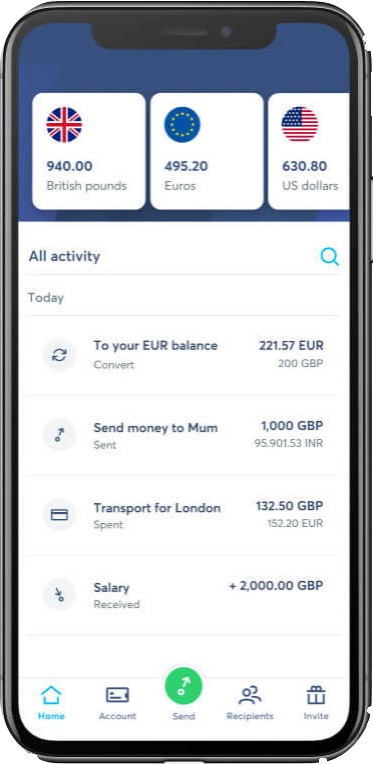 940.00
British pounds
495.20
Euros
630.80
US dollars
All activity
Today
To your EUR balance
221.57 EUR
Convert
200 GBP
Send money to Mum
1,000 GBP
Sent
95.901.53 INR
Transport for London
132.50 GBP
Spent
152.20 EUR
Salary
+ 2,000.00 GBP
Received
Home
Account
Send
Recipients
Invite